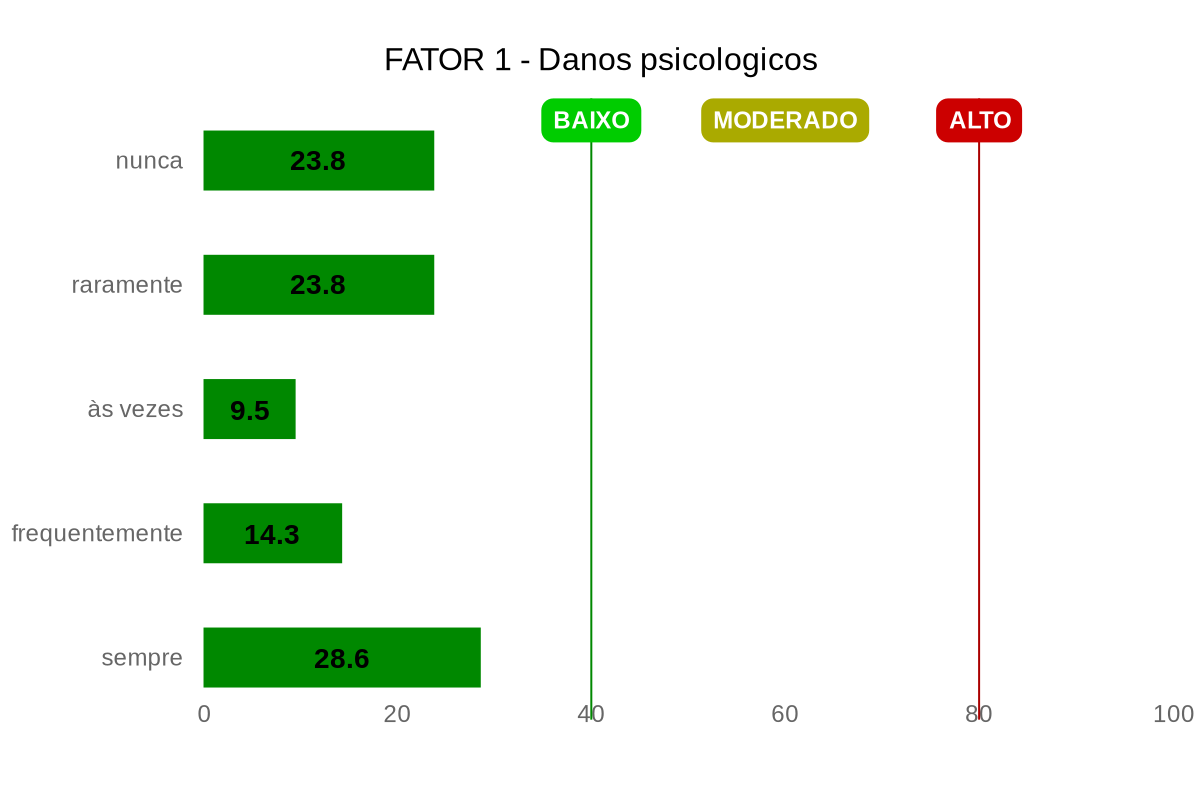 FATOR 1 - Danos psicologicos
BAIXO MODERADO ALTO
nunca 23.8
raramente 23.8
às vezes 9.5
frequentemente 14.3
sempre 28.6
0 20 40 60 80 100